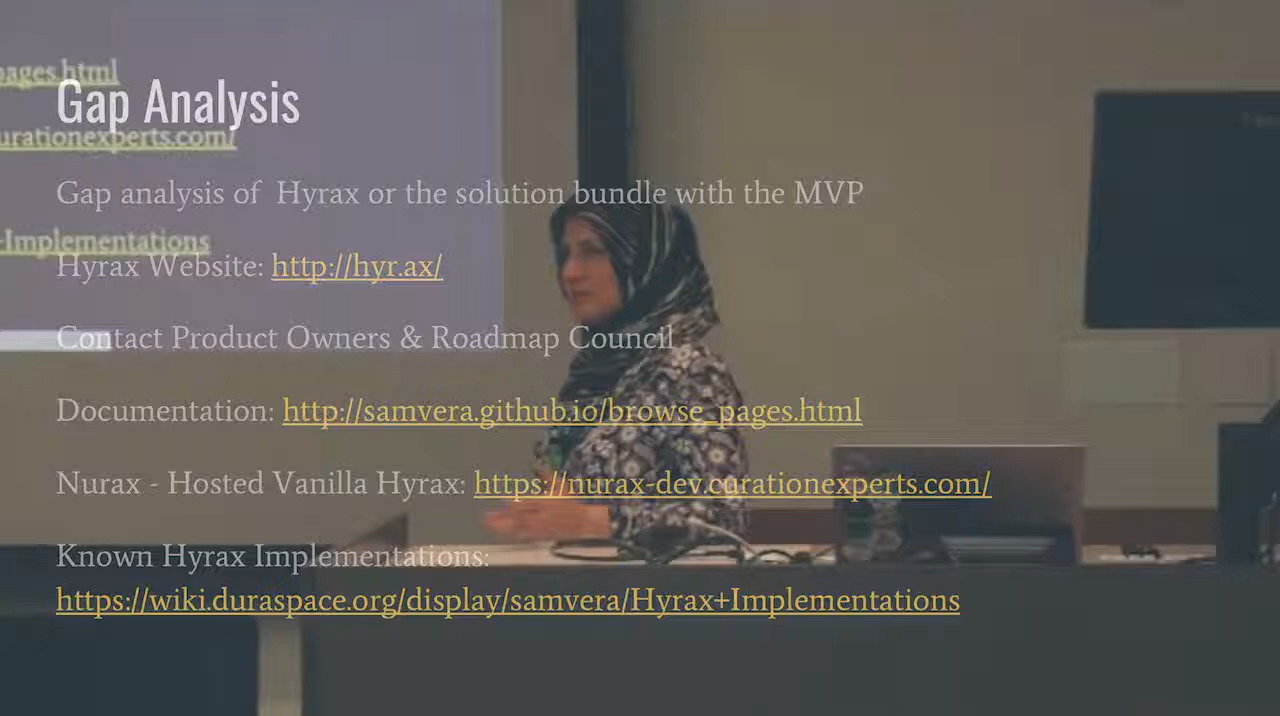 pages.html
Gap Analysis
urationexperts.com/
Gap analysis of Hyrax or the solution bundle with the MVP
-Implementations
Hyrax Website: http://hyr.ax/
Contact Product Owners & Roadmap Council
Documentation: http://samvera.github.io/browse_pages.html
Nurax - Hosted Vanilla Hyrax: https://nurax-dev.curationexperts.com/
Known Hyrax Implementations:
https://wiki.duraspace.org/display/samvera/Hyrax+Implementations